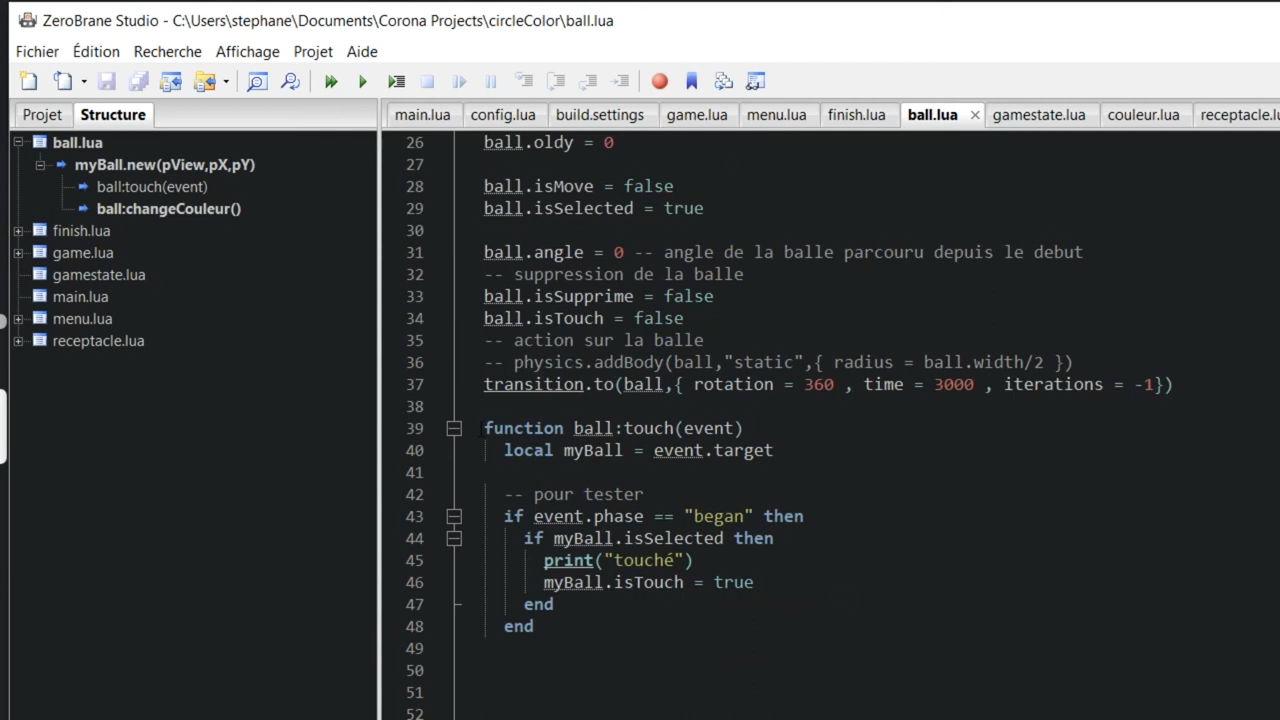 ZeroBrane Studio - C:\Users\stephane\Documents\Corona Projects\circleColor\ball.lua
Fichier Édition Recherche Affichage Projet Aide
Projet Structure
main.lua config.lua build.settings game.lua menu.lua finish.lua ball.lua × gamestate.lua couleur.lua receptacle.lu
ball.lua
myBall.new(pView,pX,pY)
ball:touch(event)
ball:changeCouleur()
finish.lua
game.lua
gamestate.lua
main.lua
menu.lua
receptacle.lua
26 ball.oldy = 0
27
28 ball.isMove = false
29 ball.isSelected = true
30
31 ball.angle = 0 -- angle de la balle parcouru depuis le debut
32 -- suppression de la balle
33 ball.isSupprime = false
34 ball.isTouch = false
35 -- action sur la balle
36 -- physics.addBody(ball,"static",{ radius = ball.width/2 })
37 transition.to(ball,{ rotation = 360 , time = 3000 , iterations = -1})
38
39 function ball:touch(event)
40 local myBall = event.target
41
42 -- pour tester
43 if event.phase == "began" then
44 if myBall.isSelected then
45 print("touché")
46 myBall.isTouch = true
47 end
48 end
49
50
51
52